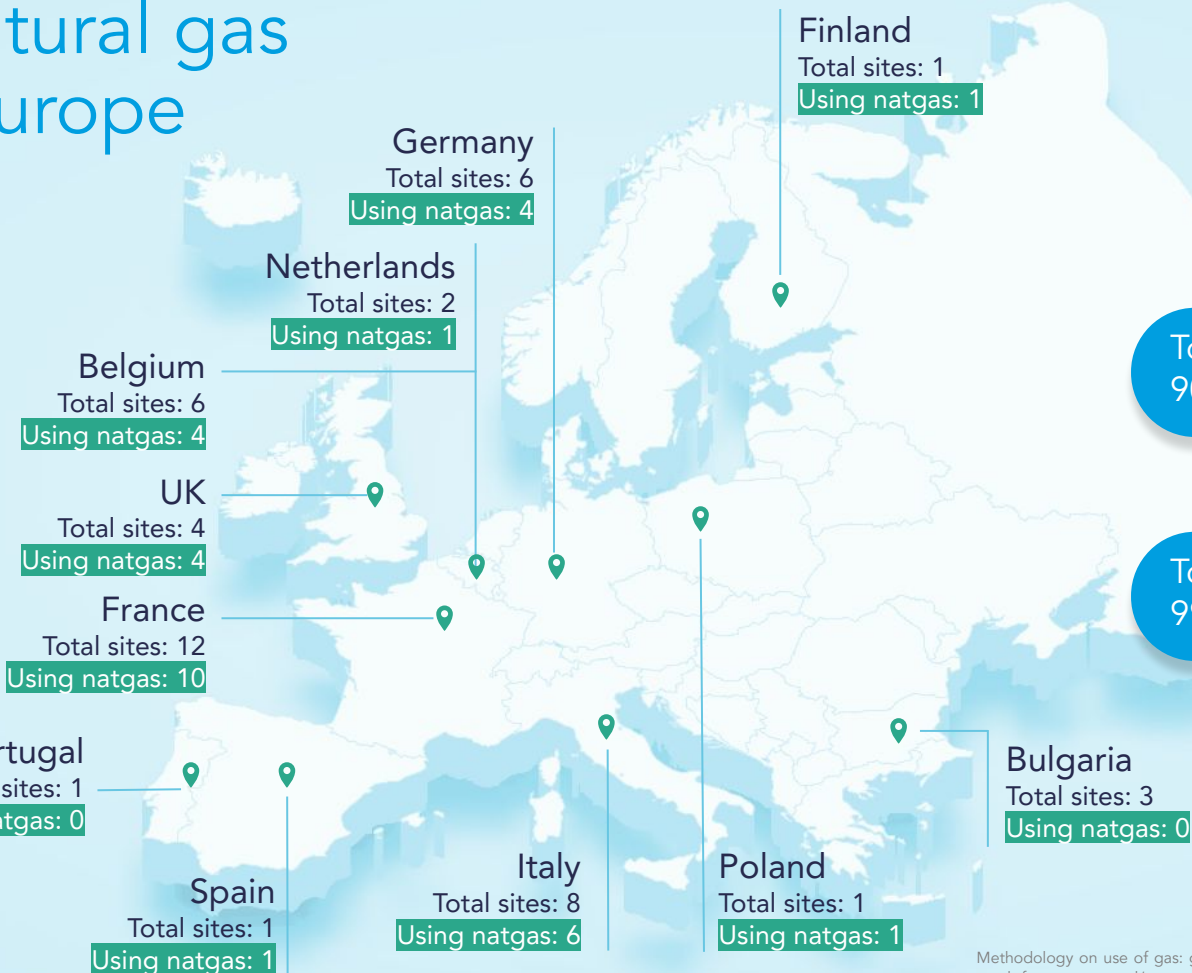 tural gas
urope
Finland
Total sites: 1
Using natgas: 1
Germany
Total sites: 6
Using natgas: 4
Netherlands
Total sites: 2
Using natgas: 1
Belgium
Total sites: 6
Using natgas: 4
UK
Total sites: 4
Using natgas: 4
France
Total sites: 12
Using natgas: 10
rtugal
sites: 1
tgas: 0
Spain
Total sites: 1
Using natgas: 1
Italy
Total sites: 8
Using natgas: 6
Poland
Total sites: 1
Using natgas: 1
Bulgaria
Total sites: 3
Using natgas: 0
To
To
Methodology on use of gas: